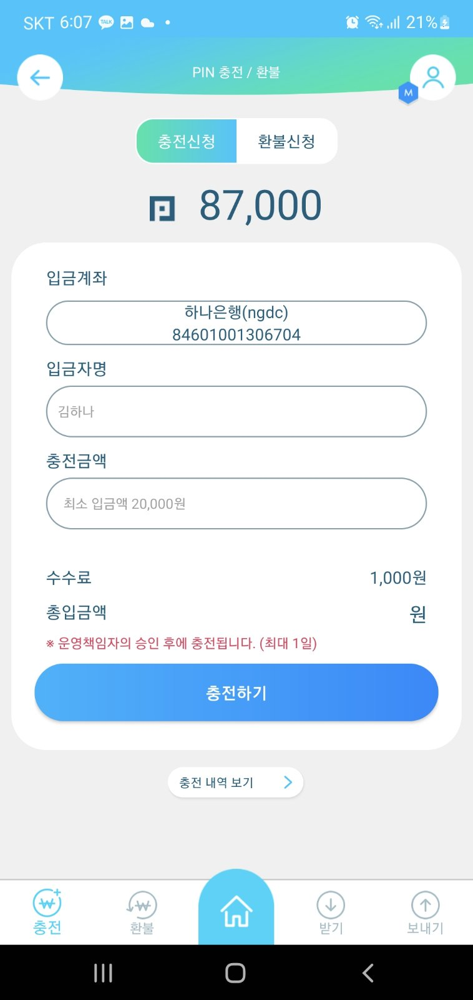 SKT 6:07 TALK 21%
PIN 충전 / 환불
M
충전신청 환불신청
87,000
입금계좌
하나은행(ngdc)
84601001306704
입금자명
김하나
충전금액
최소 입금액 20,000원
수수료 1,000원
총입금액 원
※ 운영책임자의 승인 후에 충전됩니다. (최대 1일)
충전하기
충전 내역 보기
충전 환불 받기 보내기